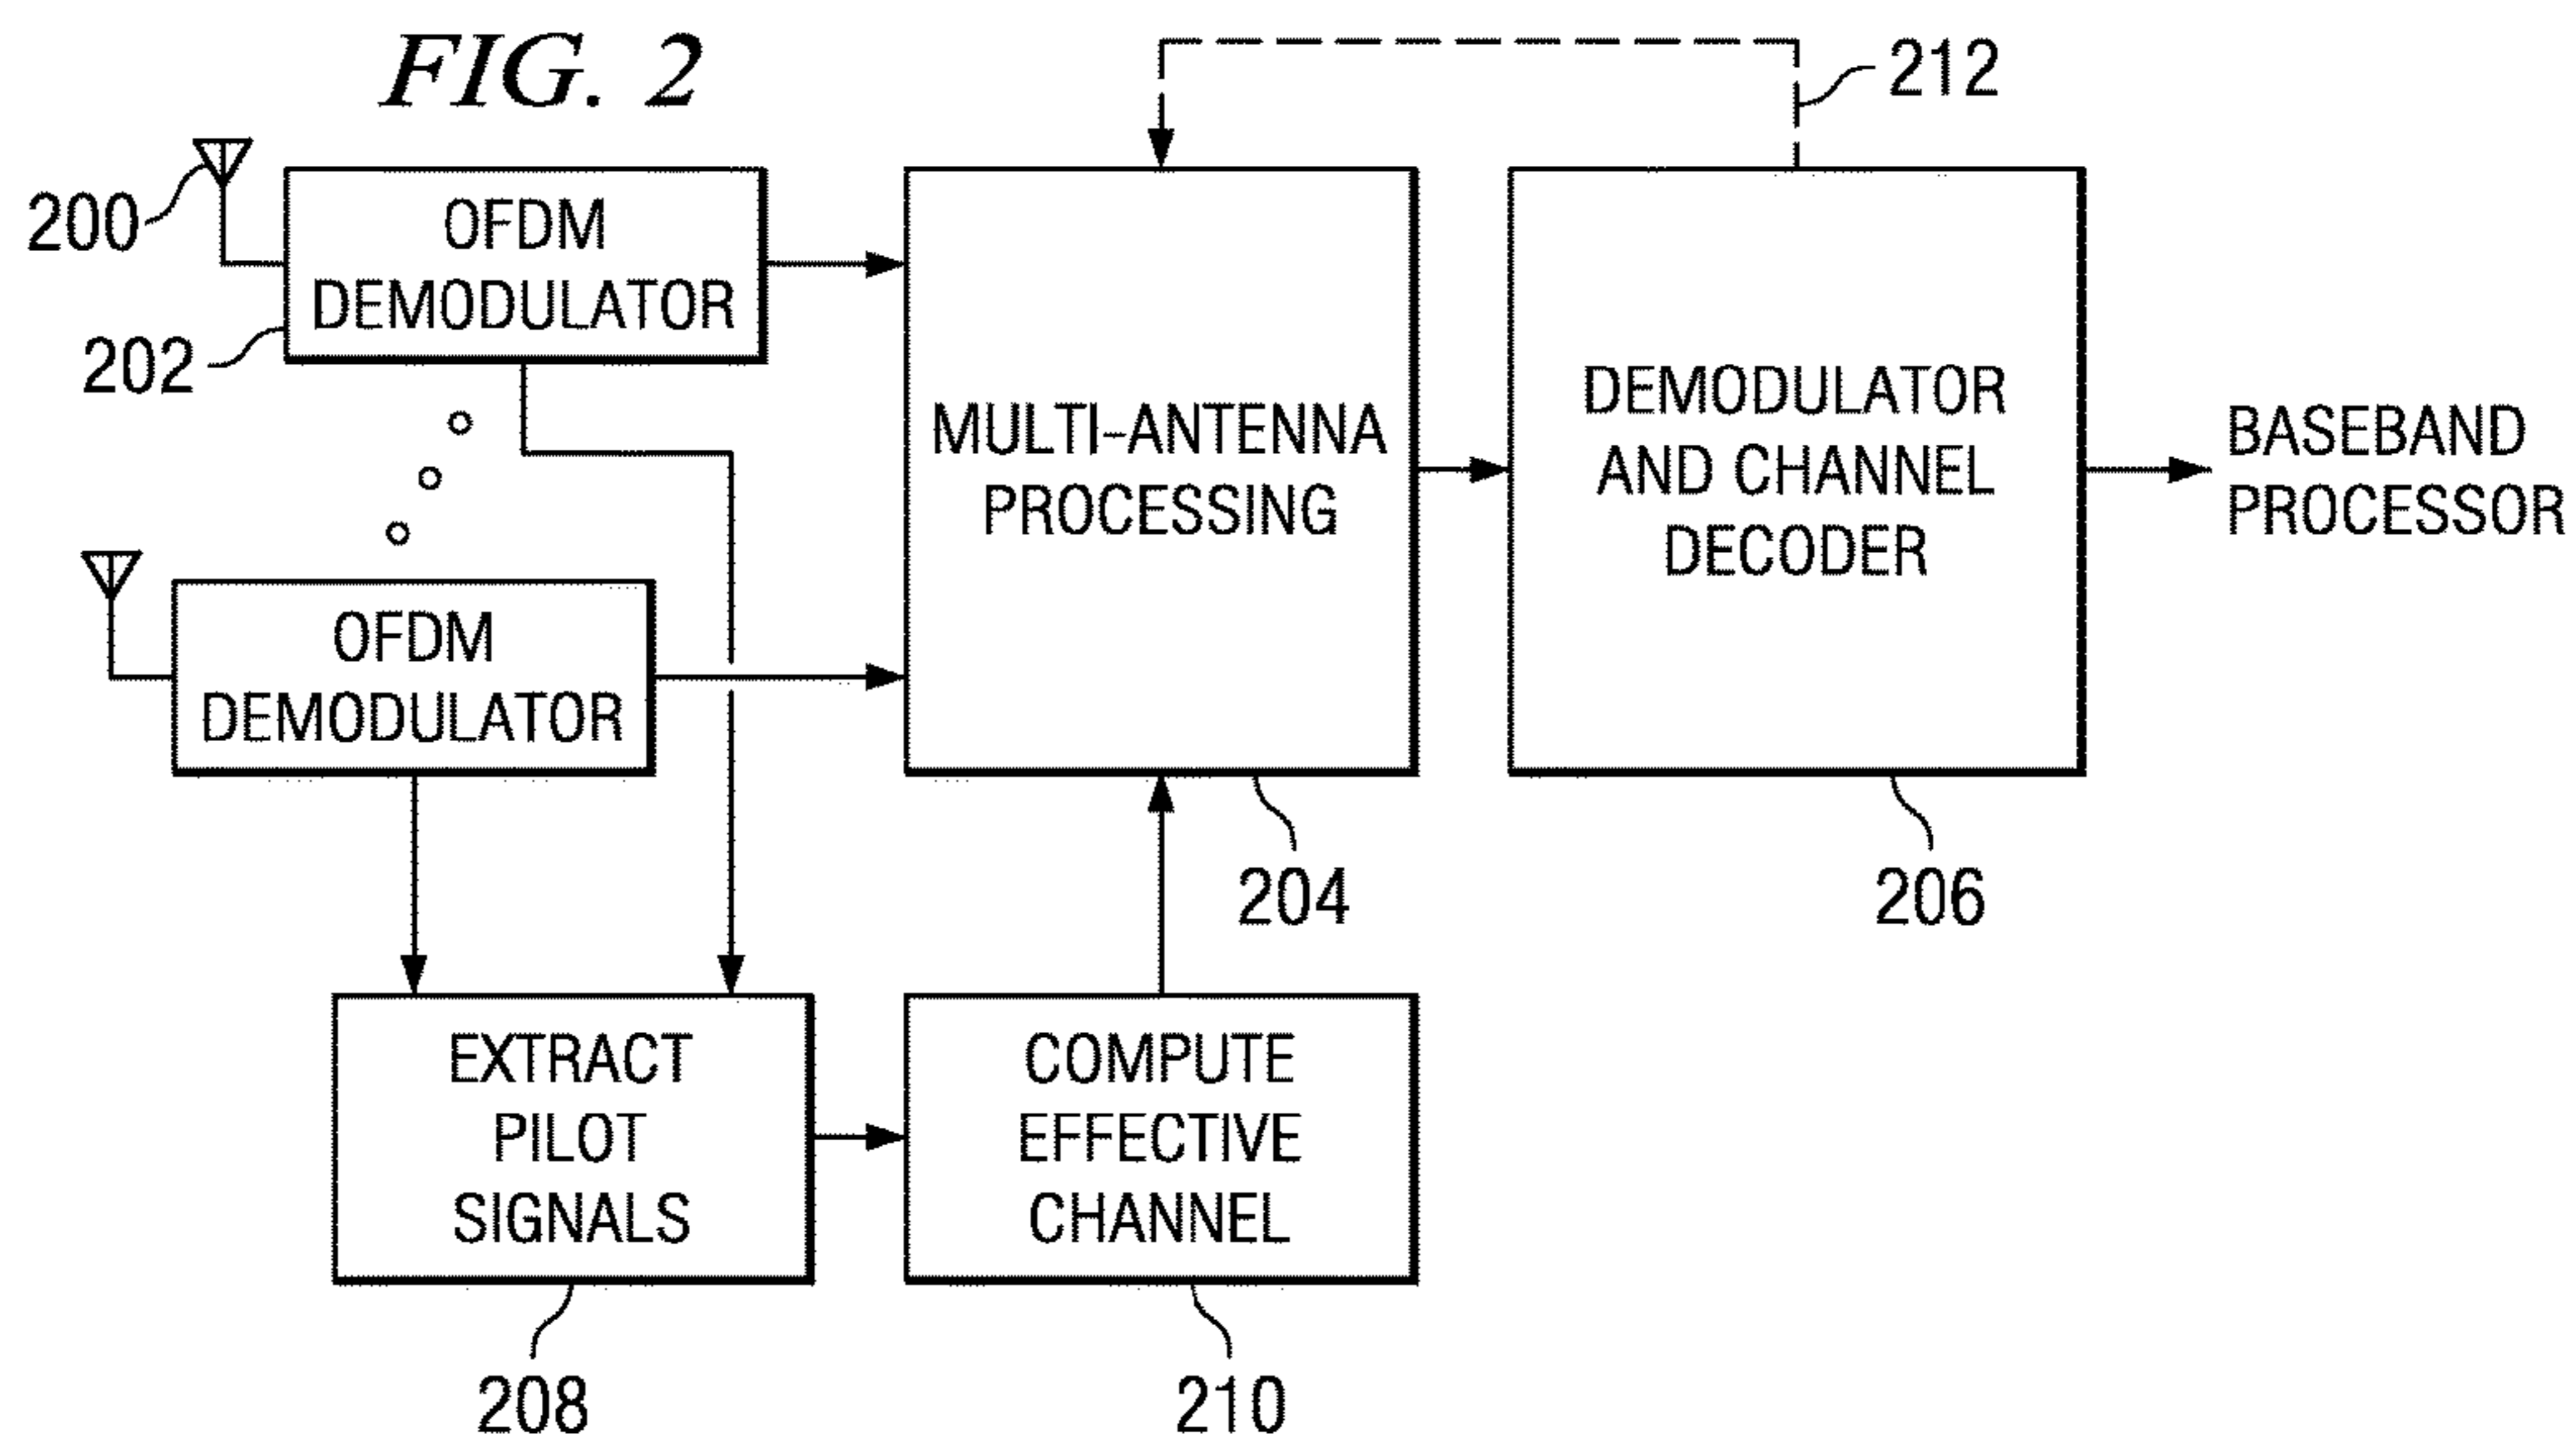 FIG. 2
212
200
OFDM
DEMODULATOR
202
MULTI-ANTENNA
PROCESSING
DEMODULATOR
AND CHANNEL
DECODER
BASEBAND
PROCESSOR
OFDM
DEMODULATOR
204
206
EXTRACT
PILOT
SIGNALS
COMPUTE
EFFECTIVE
CHANNEL
208
210